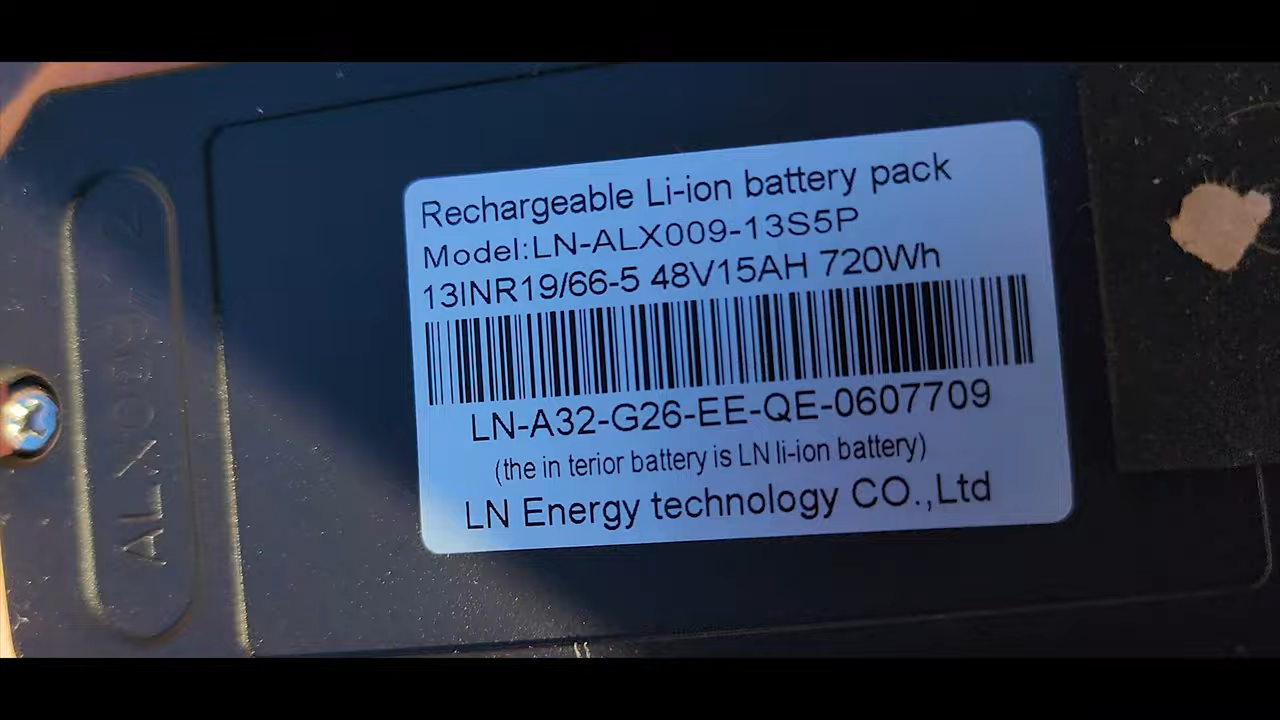 Rechargeable Li-ion battery pack
Model:LN-ALX009-13S5P
13INR19/66-5 48V15AH 720Wh
LN-A32-G26-EE-QE-0607709
(the in terior battery is LN li-ion battery)
LN Energy technology CO.,Ltd